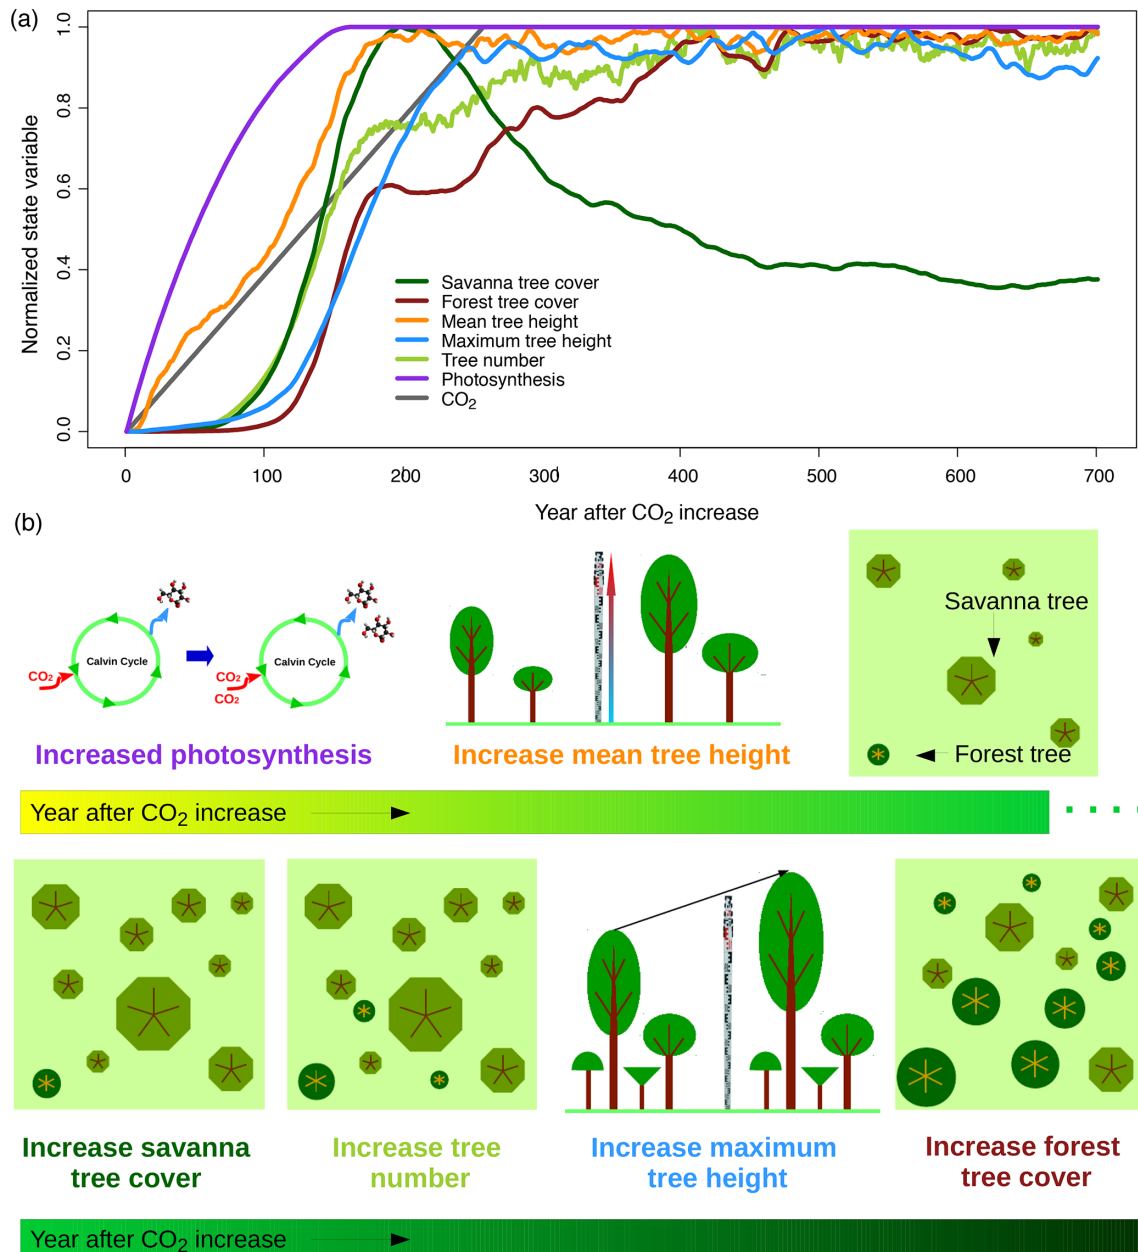 (a)
Normalized state variable
1.0
0.8
0.6
0.4
0.2
0.0
Savanna tree cover
Forest tree cover
Mean tree height
Maximum tree height
Tree number
Photosynthesis
CO2
0 100 200 300 400 500 600 700
Year after CO2 increase
(b)
Savanna tree
Forest tree
CO2
Calvin Cycle
CO2
CO2
Calvin Cycle
Increased photosynthesis
Increase mean tree height
Year after CO2 increase
Increase savanna
tree cover
Increase tree
number
Increase maximum
tree height
Increase forest
tree cover
Year after CO2 increase